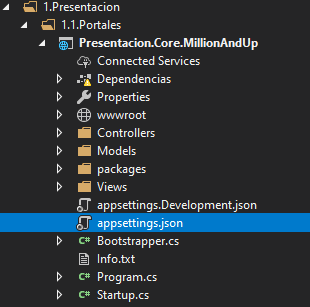 1.Presentacion
1.1.Portales
Presentacion.Core.MillionAndUp
Connected Services
Dependencias
Properties
wwwroot
Controllers
Models
packages
Views
appsettings.Development.json
appsettings.json
C# Bootstrapper.cs
Info.txt
C# Program.cs
C# Startup.cs